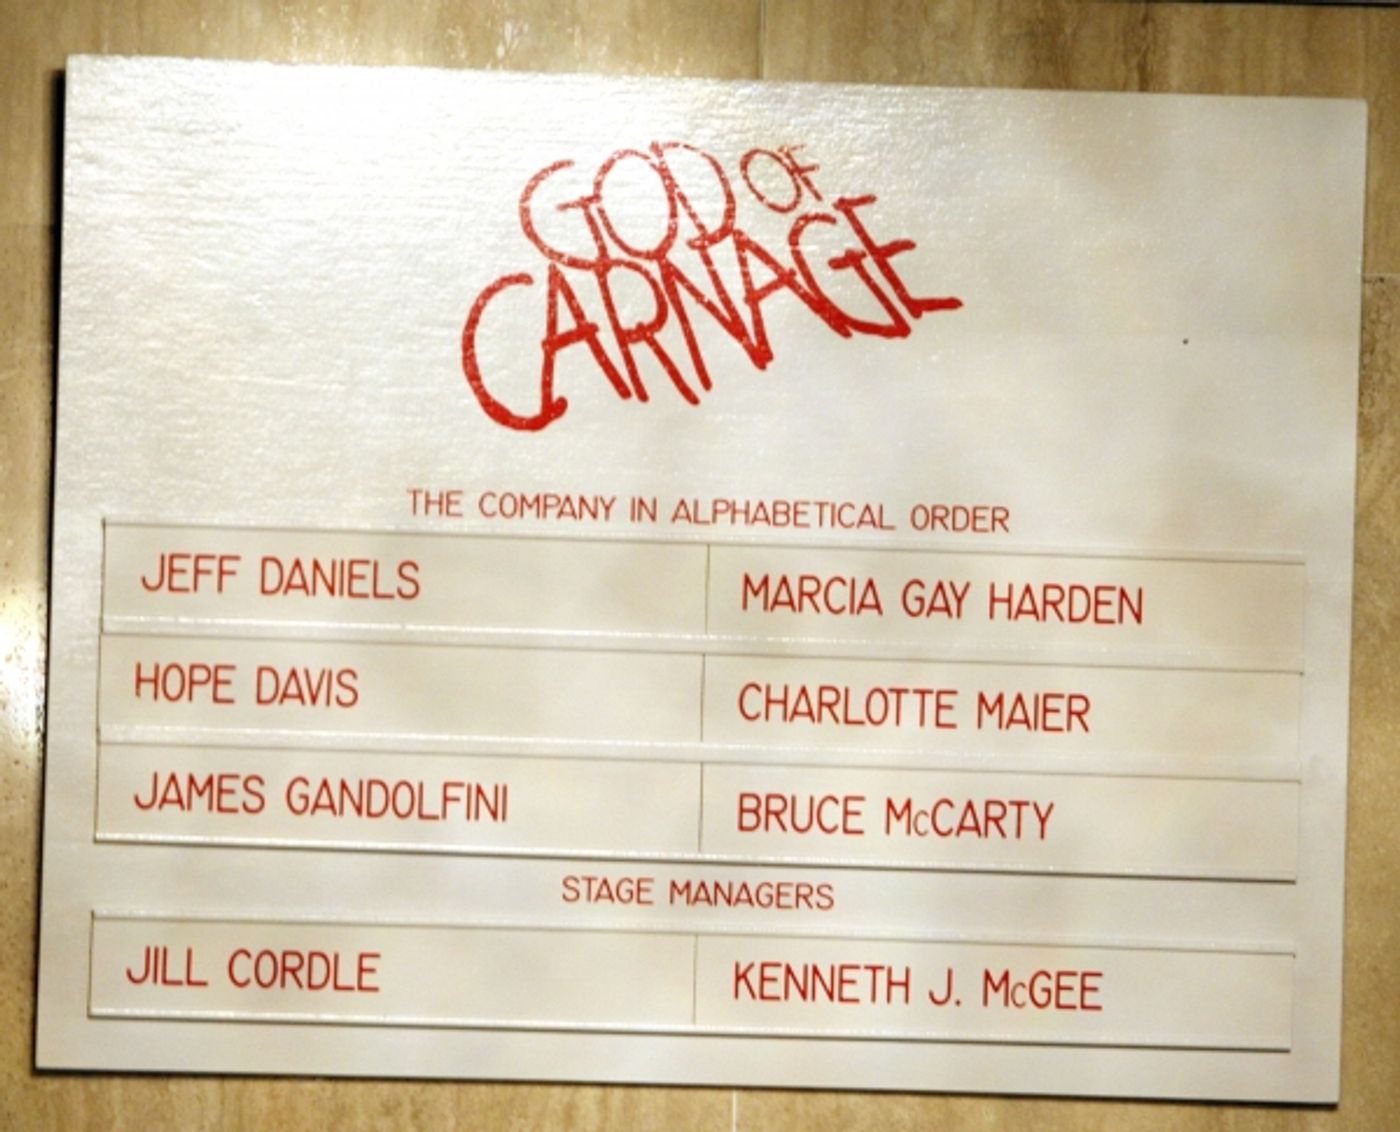 GOD OF
CARNAGE
THE COMPANY IN ALPHABETICAL ORDER
JEFF DANIELS
HOPE DAVIS
JAMES GANDOLFINI
MARCIA GAY HARDEN
CHARLOTTE MAIER
BRUCE McCARTY
STAGE MANAGERS
JILL CORDLE
KENNETH J. McGEE